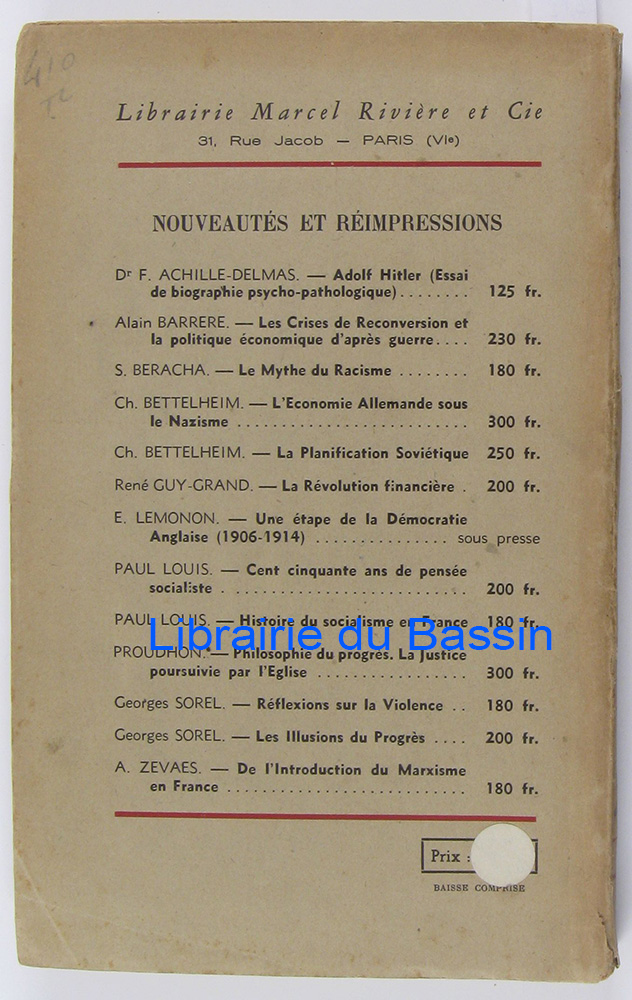 410
Librairie Marcel Rivière et Cie
31, Rue Jacob — PARIS (VIe)
NOUVEAUTÉS ET RÉIMPRESSIONS
Dr F. ACHILLE-DELMAS. — Adolf Hitler (Essai
de biographie psycho-pathologique)........ 125 fr.
Alain BARRERE. — Les Crises de Reconversion et
la politique économique d'après guerre.... 230 fr.
S. BERACHA. — Le Mythe du Racisme ........ 180 fr.
Ch. BETTELHEIM. — L'Economie Allemande sous
le Nazisme .......................... 300 fr.
Ch. BETTELHEIM. — La Planification Soviétique 250 fr.
René GUY-GRAND. — La Révolution financière . 200 fr.
E. LEMONON. — Une étape de la Démocratie
Anglaise (1906-1914) ............... sous presse
PAUL LOUIS. — Cent cinquante ans de pensée
socialiste ............................ 200 fr.
PAUL LOUIS. — Histoire du socialisme en France 180 fr.
Librairie du Bassin
PROUDHON. — Philosophie du progrès. La Justice
poursuivie par l'Eglise ................. 300 fr.
Georges SOREL. — Réflexions sur la Violence .. 180 fr.
Georges SOREL. — Les Illusions du Progrès .... 200 fr.
A. ZEVAES. — De l'Introduction du Marxisme
en France ........................... 180 fr.
Prix :
BAISSE COMPRISE